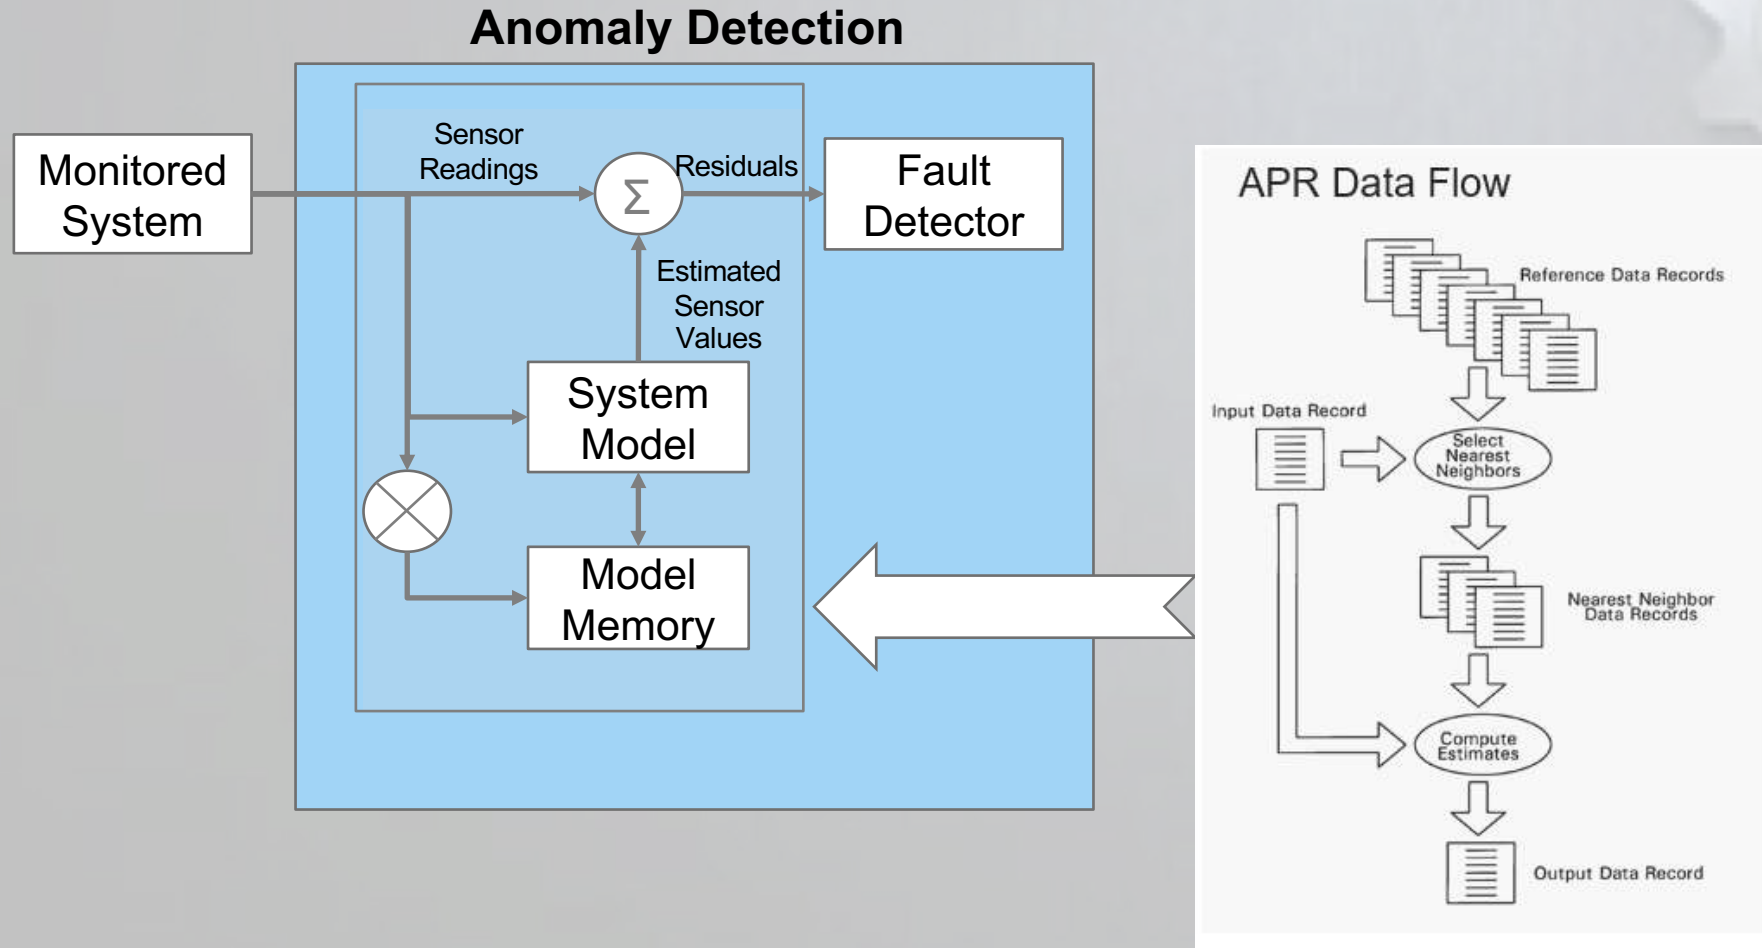 Anomaly Detection
Monitored
System
Sensor
Readings
Σ
Residuals
Fault
Detector
Estimated
Sensor
Values
System
Model
Model
Memory
APR Data Flow
Reference Data Records
Input Data Record
Select
Nearest
Neighbors
Nearest Neighbor
Data Records
Compute
Estimates
Output Data Record